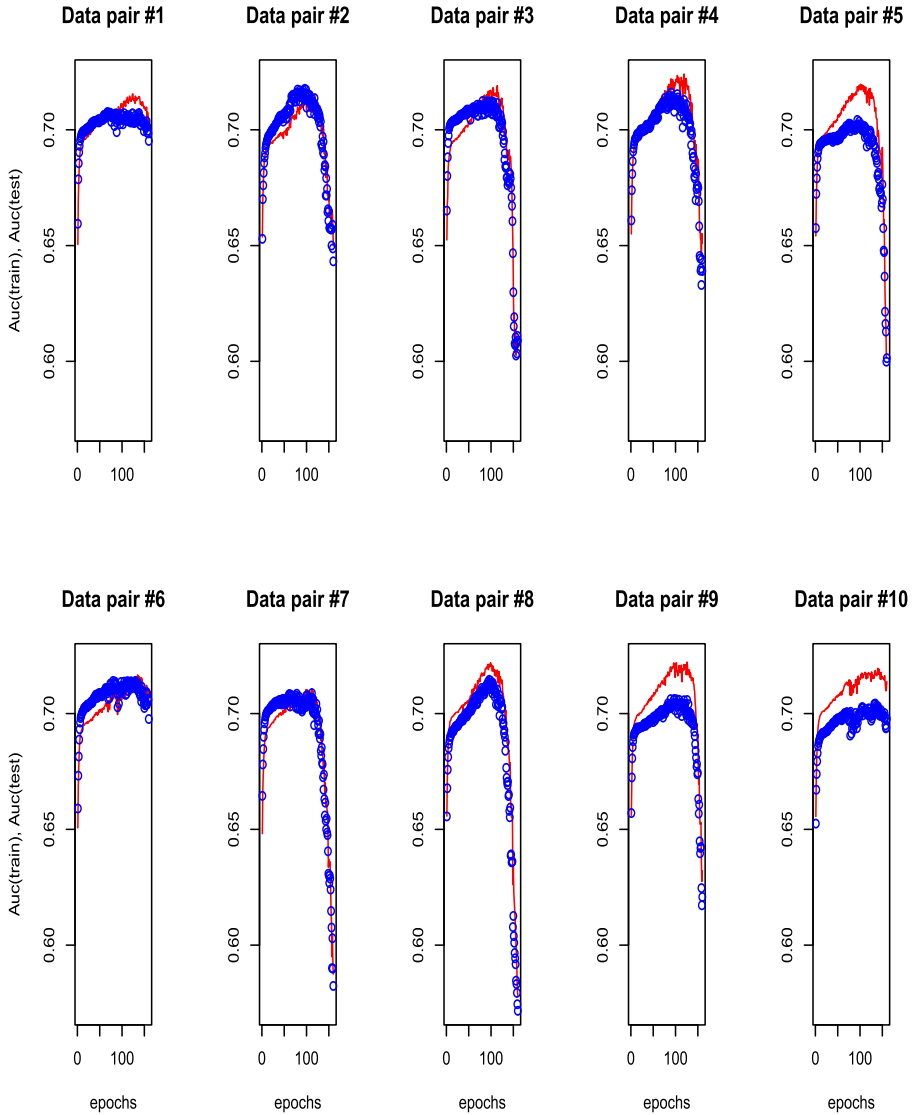 Data pair #1 Data pair #2 Data pair #3 Data pair #4 Data pair #5
Auc(train), Auc(test)
0.70 0.70 0.70 0.70 0.70
0.65 0.65 0.65 0.65 0.65
0.60 0.60 0.60 0.60 0.60
0 100 0 100 0 100 0 100 0 100
Data pair #6 Data pair #7 Data pair #8 Data pair #9 Data pair #10
Auc(train), Auc(test)
0.70 0.70 0.70 0.70 0.70
0.65 0.65 0.65 0.65 0.65
0.60 0.60 0.60 0.60 0.60
0 100 0 100 0 100 0 100 0 100
epochs epochs epochs epochs epochs